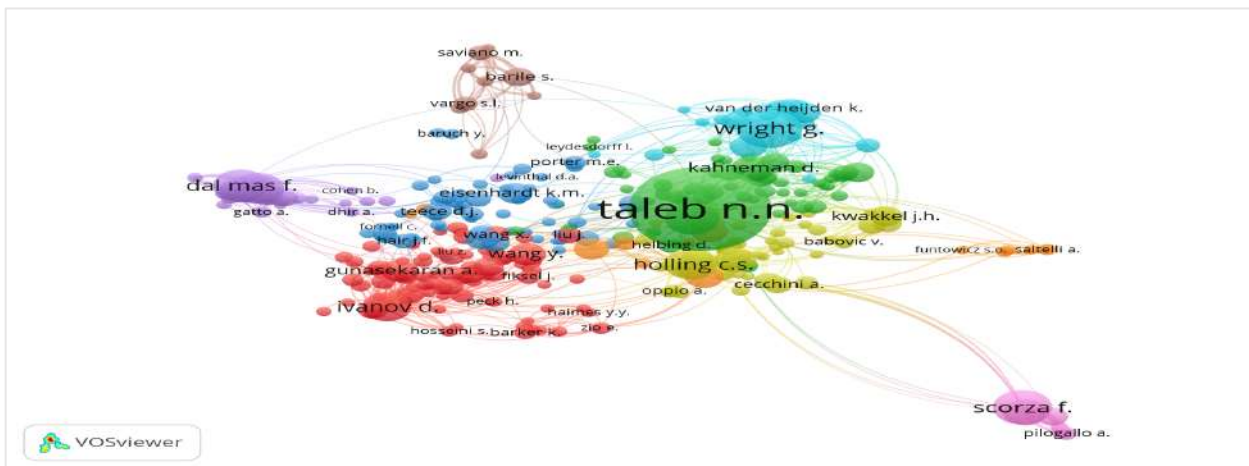 saviano m.
barile s.
vargo s.l.
van der heijden k.
wright g.
baruch y.
leydesdorff l.
porter m.e.
kahneman d.
levinthal d.a.
dal mas f.
cohen b.
eisenhardt k.m.
taleb n.n.
gatto a.
dhir a.
teece d.j.
kwakkel j.h.
fornell c.
wang x.
liu j.
hair j.f.
helbing d.
babovic v.
funtowicz s.o.
saltelli a.
liu z.
wang y.
holling c.s.
gunasekaran a.
fiksel j.
cecchini a.
oppio a.
peck h.
ivanov d.
haimes y.y.
hosseini s.
barker k.
zio e.
scorza f.
pilogallo a.
VOSviewer